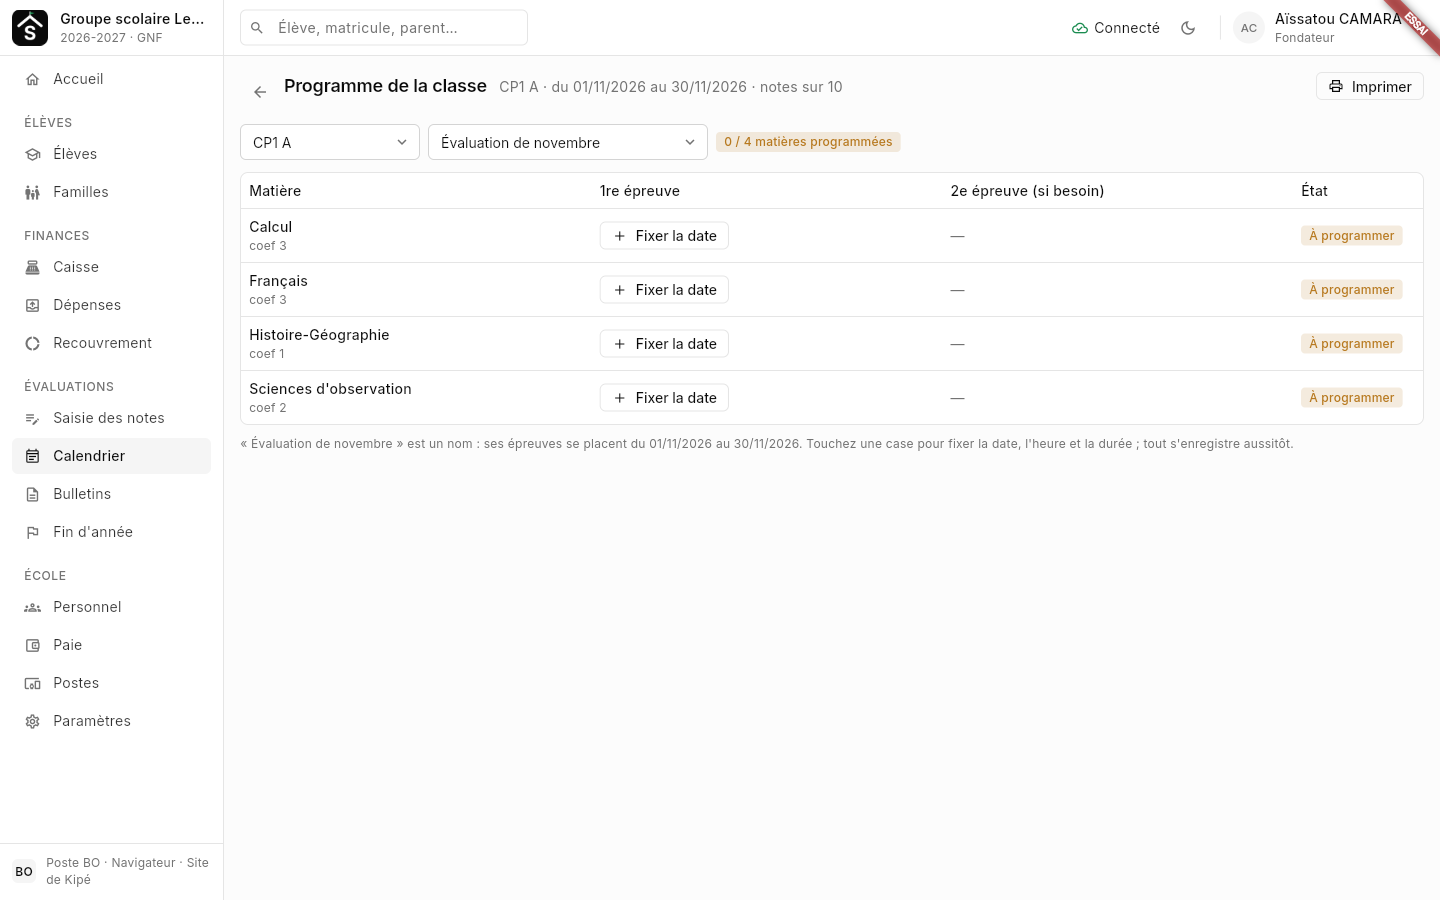 Groupe scolaire Le...
2026-2027 · GNF
Élève, matricule, parent...
Connecté
AC
Aïssatou CAMARA
Fondateur
ESSAI
Accueil
ÉLÈVES
Élèves
Familles
FINANCES
Caisse
Dépenses
Recouvrement
ÉVALUATIONS
Saisie des notes
Calendrier
Bulletins
Fin d'année
ÉCOLE
Personnel
Paie
Postes
Paramètres
BO
Poste BO · Navigateur · Site
de Kipé
Programme de la classe CP1 A · du 01/11/2026 au 30/11/2026 · notes sur 10
Imprimer
CP1 A
Évaluation de novembre
0 / 4 matières programmées
Matière 1re épreuve 2e épreuve (si besoin) État
Calcul
coef 3
+ Fixer la date — À programmer
Français
coef 3
+ Fixer la date — À programmer
Histoire-Géographie
coef 1
+ Fixer la date — À programmer
Sciences d'observation
coef 2
+ Fixer la date — À programmer
« Évaluation de novembre » est un nom : ses épreuves se placent du 01/11/2026 au 30/11/2026. Touchez une case pour fixer la date, l'heure et la durée ; tout s'enregistre aussitôt.